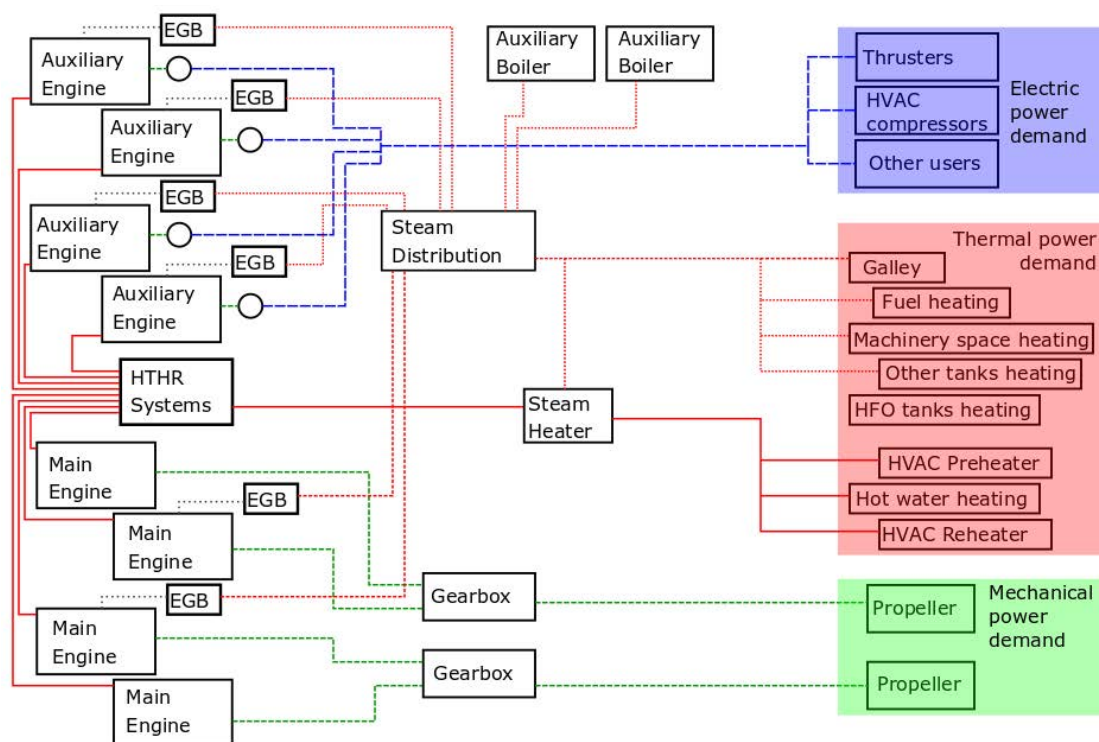 EGB
Auxiliary
Engine
EGB
Auxiliary
Engine
EGB
Auxiliary
Engine
EGB
Auxiliary
Engine
HTHR
Systems
Main
Engine
EGB
Main
Engine
EGB
Main
Engine
Main
Engine
Auxiliary
Boiler
Auxiliary
Boiler
Steam
Distribution
Steam
Heater
Gearbox
Gearbox
Thrusters
HVAC
compressors
Other users
Electric
power
demand
Thermal power
demand
Galley
Fuel heating
Machinery space heating
Other tanks heating
HFO tanks heating
HVAC Preheater
Hot water heating
HVAC Reheater
Propeller
Mechanical
power
demand
Propeller